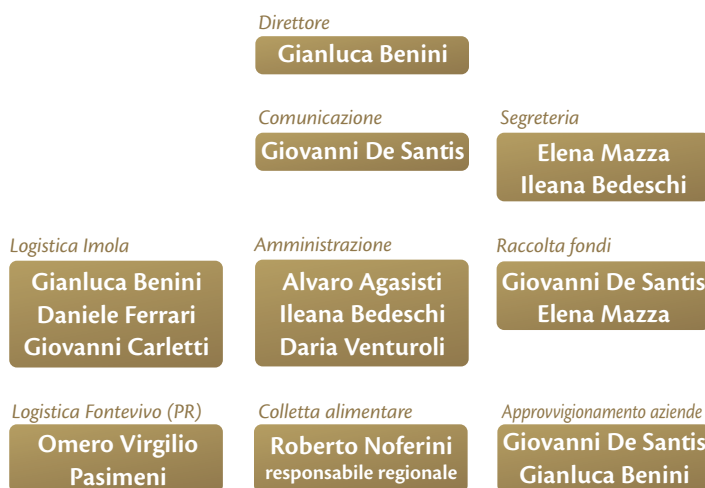 Direttore
Gianluca Benini
Comunicazione
Giovanni De Santis
Segreteria
Elena Mazza
Ileana Bedeschi
Logistica Imola
Gianluca Benini
Daniele Ferrari
Giovanni Carletti
Amministrazione
Alvaro Agasisti
Ileana Bedeschi
Daria Venturoli
Raccolta fondi
Giovanni De Santis
Elena Mazza
Logistica Fontevivo (PR)
Omero Virgilio
Pasimeni
Colletta alimentare
Roberto Noferini
responsabile regionale
Approvvigionamento aziende
Giovanni De Santis
Gianluca Benini